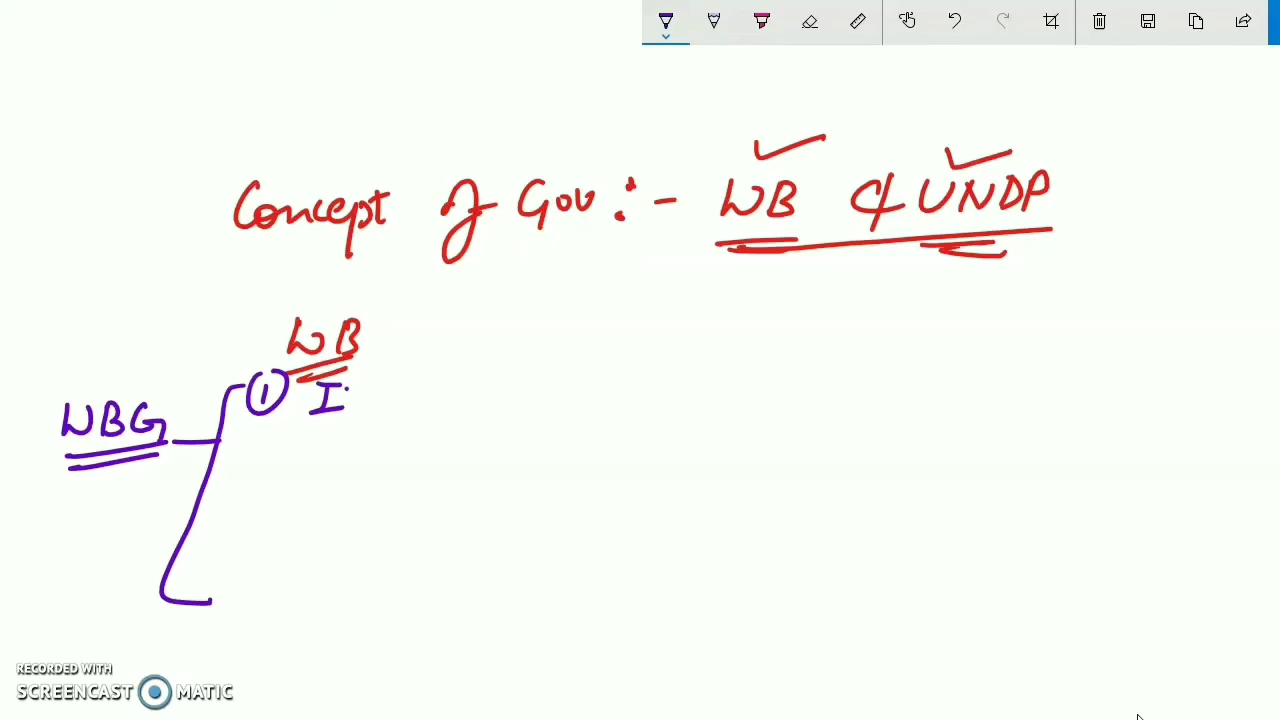 Concept of Gov :- WB & UNDP
WB
WBG ① I
RECORDED WITH
SCREENCAST MATIC